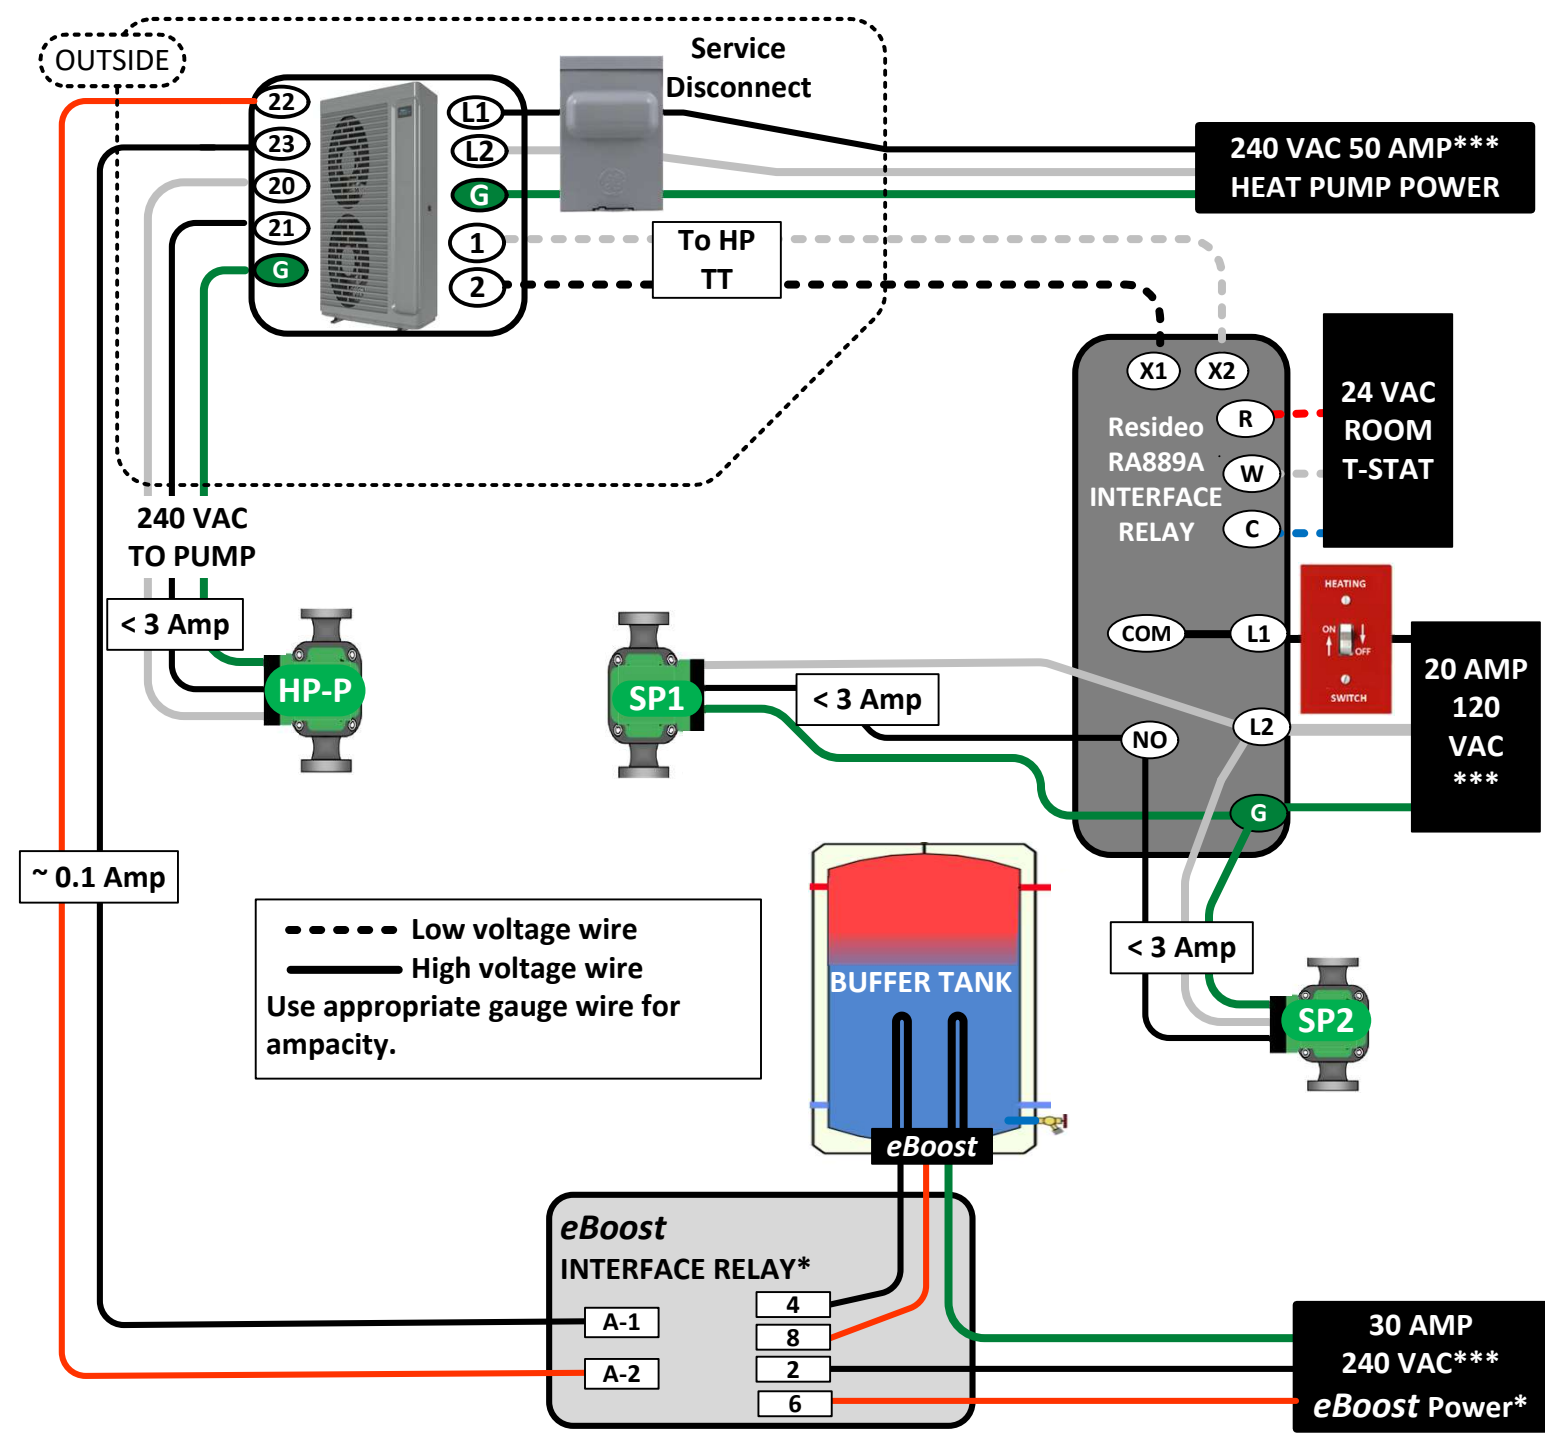 OUTSIDE
Service
Disconnect
22
23
20
21
G
L1
L2
G
1
2
240 VAC 50 AMP***
HEAT PUMP POWER
To HP
TT
X1
X2
R
W
C
Resideo
RA889A
INTERFACE
RELAY
24 VAC
ROOM
T-STAT
240 VAC
TO PUMP
< 3 Amp
HP-P
SP1
< 3 Amp
COM
L1
NO
L2
G
HEATING
ON
OFF
SWITCH
20 AMP
120
VAC
***
~ 0.1 Amp
Low voltage wire
High voltage wire
Use appropriate gauge wire for
ampacity.
BUFFER TANK
eBoost
< 3 Amp
SP2
eBoost
INTERFACE RELAY*
A-1
A-2
4
8
2
6
30 AMP
240 VAC***
eBoost Power*